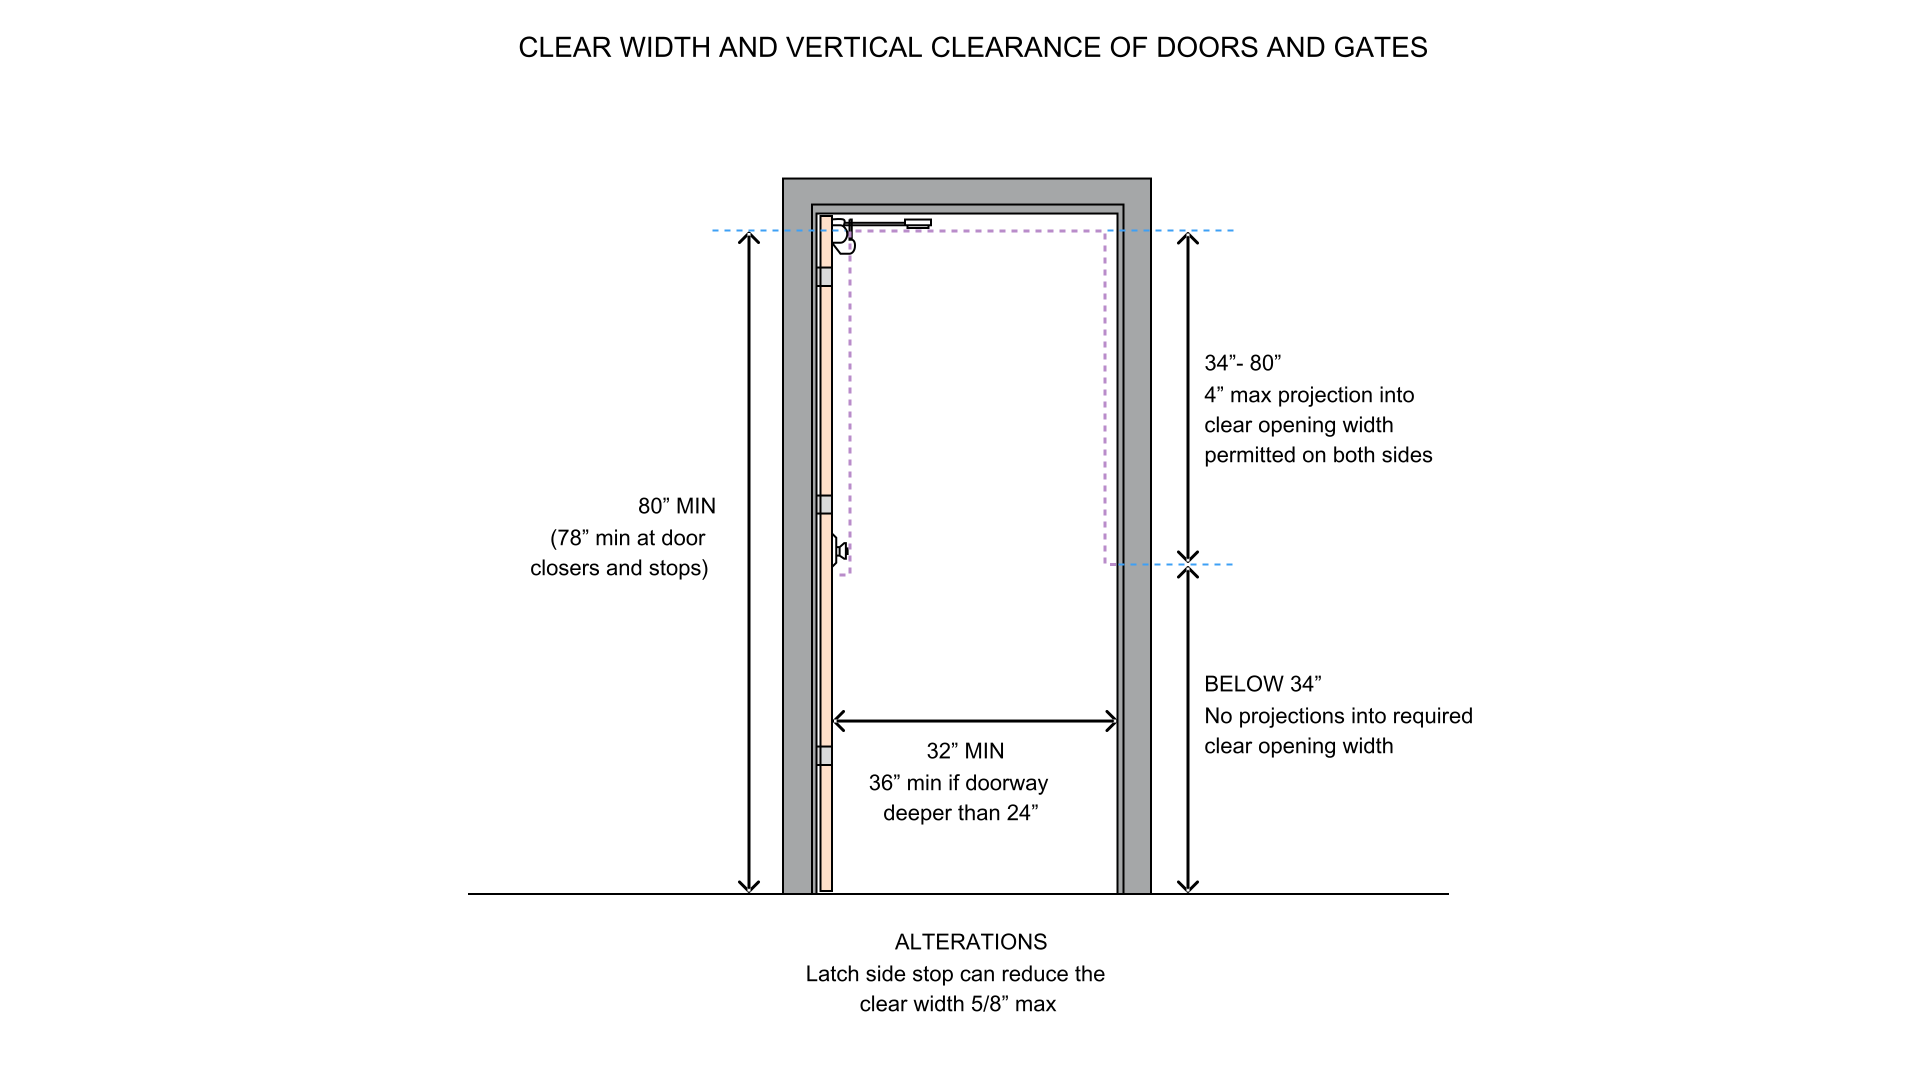 CLEAR WIDTH AND VERTICAL CLEARANCE OF DOORS AND GATES
34”- 80”
4” max projection into
clear opening width
permitted on both sides
80” MIN
(78” min at door
closers and stops)
BELOW 34”
No projections into required
clear opening width
32” MIN
36” min if doorway
deeper than 24”
ALTERATIONS
Latch side stop can reduce the
clear width 5/8” max